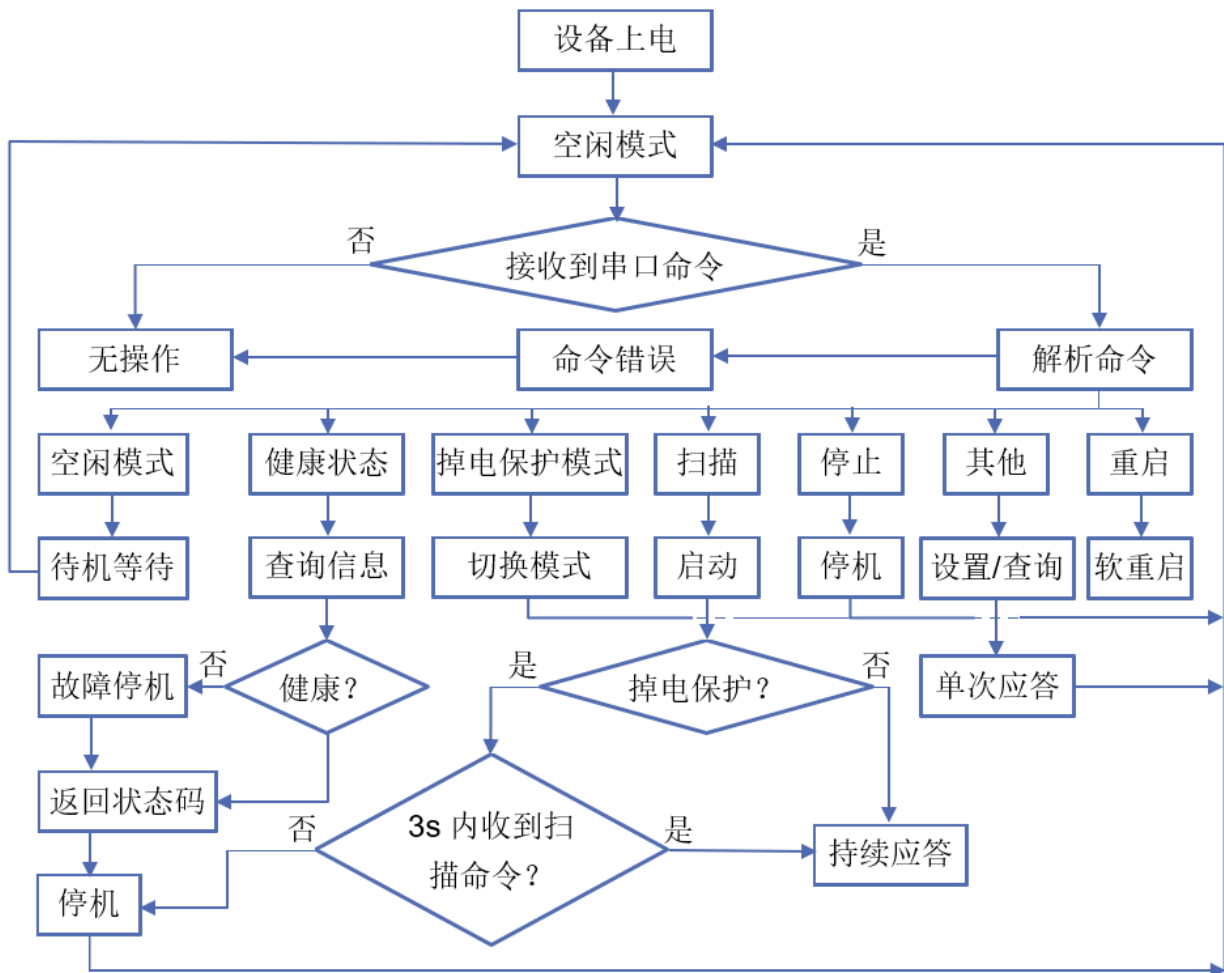 设备上电
空闲模式
否
是
接收到串口命令
无操作
命令错误
解析命令
空闲模式
健康状态
掉电保护模式
扫描
停止
其他
重启
待机等待
查询信息
切换模式
启动
停机
设置/查询
软重启
故障停机
否
健康？
是
掉电保护？
否
单次应答
返回状态码
否
3s 内收到扫
描命令？
是
持续应答
停机